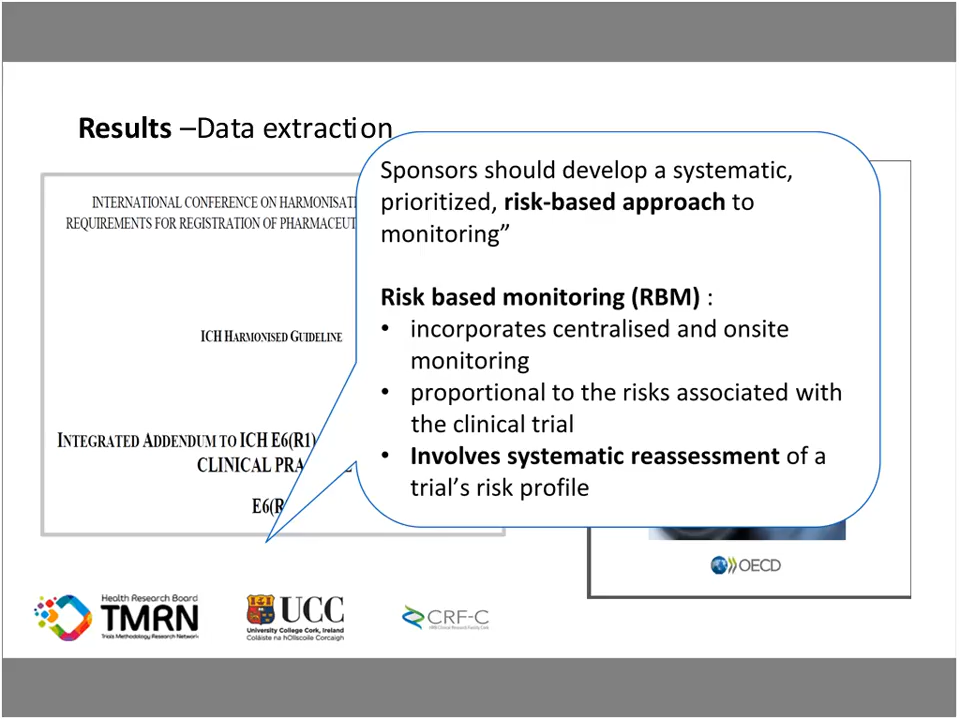 Results –Data extraction
Sponsors should develop a systematic,
prioritized, risk-based approach to
monitoring”
Risk based monitoring (RBM) :
• incorporates centralised and onsite
monitoring
• proportional to the risks associated with
the clinical trial
• Involves systematic reassessment of a
trial’s risk profile
INTERNATIONAL CONFERENCE ON HARMONISAT
REQUIREMENTS FOR REGISTRATION OF PHARMACEUT
ICH HARMONISED GUIDELINE
INTEGRATED ADDENDUM TO ICH E6(R1)
CLINICAL PRA
E6(R
OECD
Health Research Board
TMRN
Trials Methodology Research Network
UCC
University College Cork, Ireland
Coláiste na hOllscoile Corcaigh
CRF-C